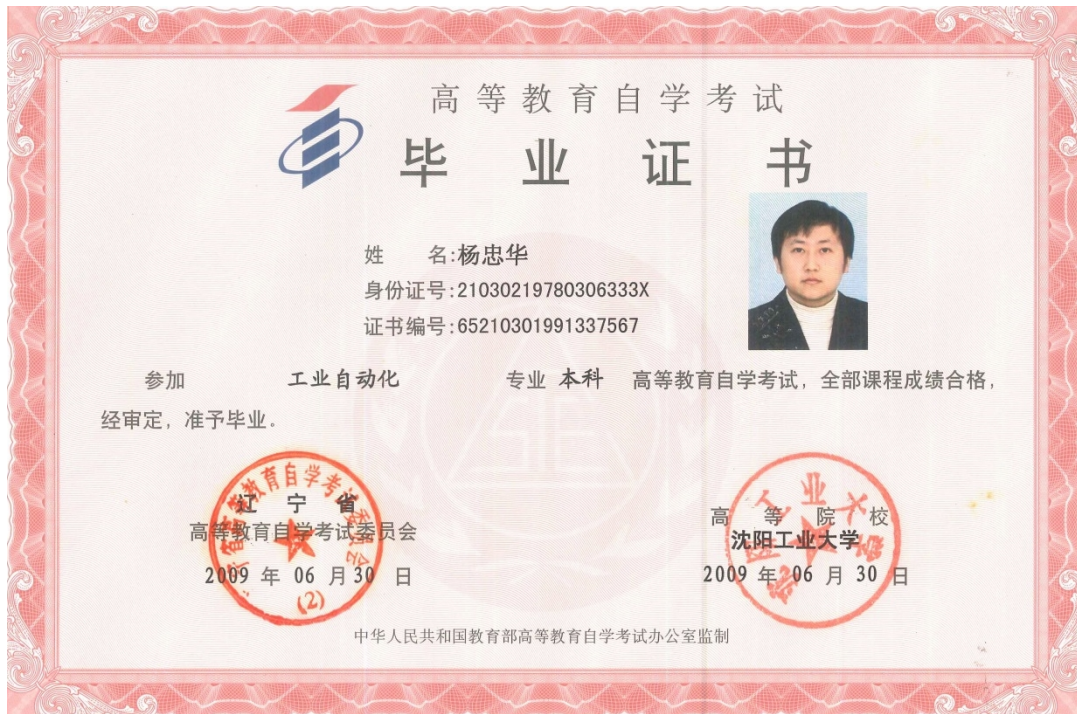 高等教育自学考试
毕业证书
姓 名:杨忠华
身份证号:21030219780306333X
证书编号:65210301991337567
参加 工业自动化 专业 本科 高等教育自学考试，全部课程成绩合格，
经审定，准予毕业。
辽宁省
高等教育自学考试委员会
2009 年 06 月 30 日
(2)
高等院校
沈阳工业大学
2009 年 06 月 30 日
中华人民共和国教育部高等教育自学考试办公室监制